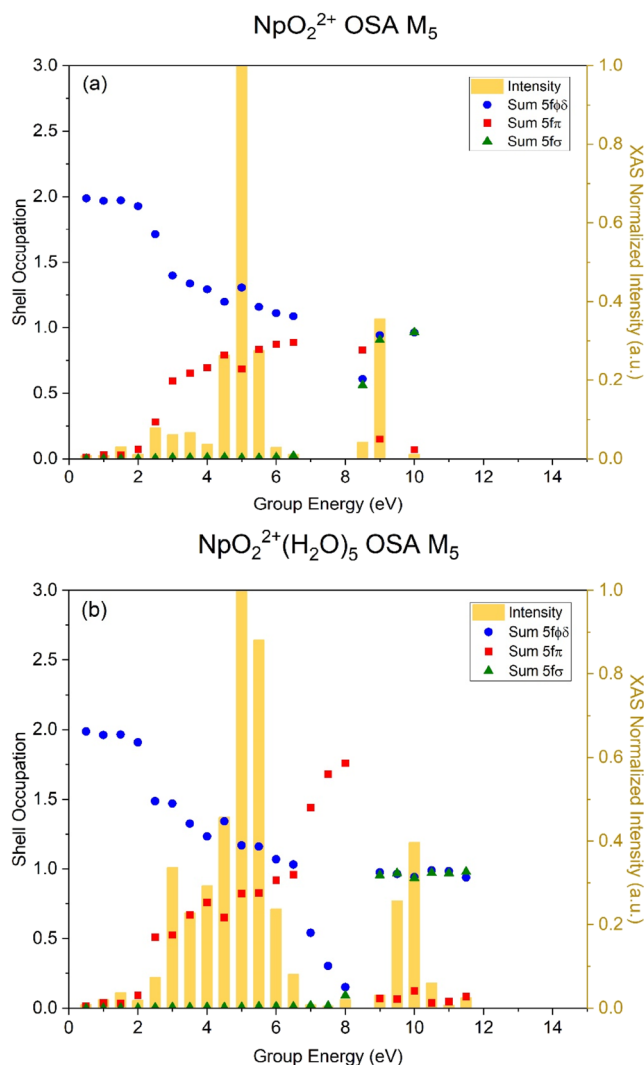 NpO₂²⁺ OSA M₅
(a)
Intensity
Sum 5fϕδ
Sum 5fπ
Sum 5fσ
3.0
2.5
2.0
1.5
1.0
0.5
0.0
Shell Occupation
1.0
0.8
0.6
0.4
0.2
0.0
XAS Normalized Intensity (a.u.)
0 2 4 6 8 10 12 14
Group Energy (eV)
NpO₂²⁺(H₂O)₅ OSA M₅
(b)
Intensity
Sum 5fϕδ
Sum 5fπ
Sum 5fσ
3.0
2.5
2.0
1.5
1.0
0.5
0.0
Shell Occupation
1.0
0.8
0.6
0.4
0.2
0.0
XAS Normalized Intensity (a.u.)
0 2 4 6 8 10 12 14
Group Energy (eV)